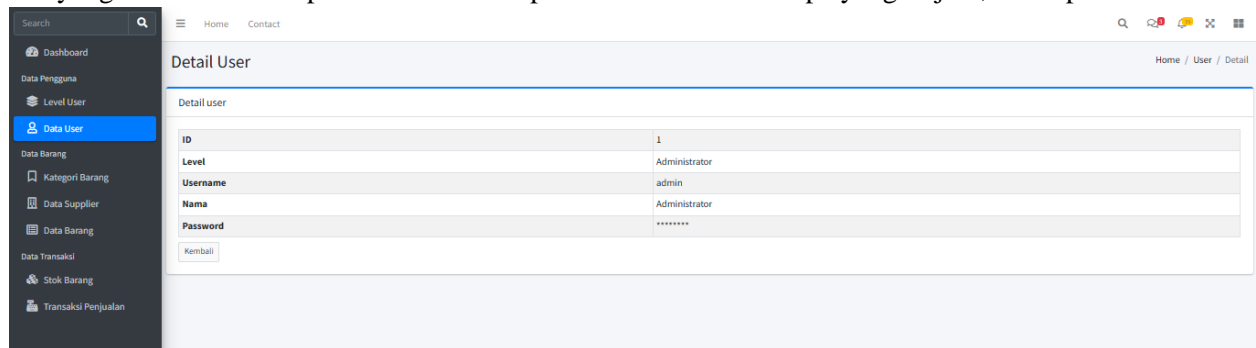 Search
Home Contact
Dashboard
Data Pengguna
Level User
Data User
Data Barang
Kategori Barang
Data Supplier
Data Barang
Data Transaksi
Stok Barang
Transaksi Penjualan
Detail User
Home / User / Detail
Detail user
ID 1
Level Administrator
Username admin
Nama Administrator
Password ********
Kembali